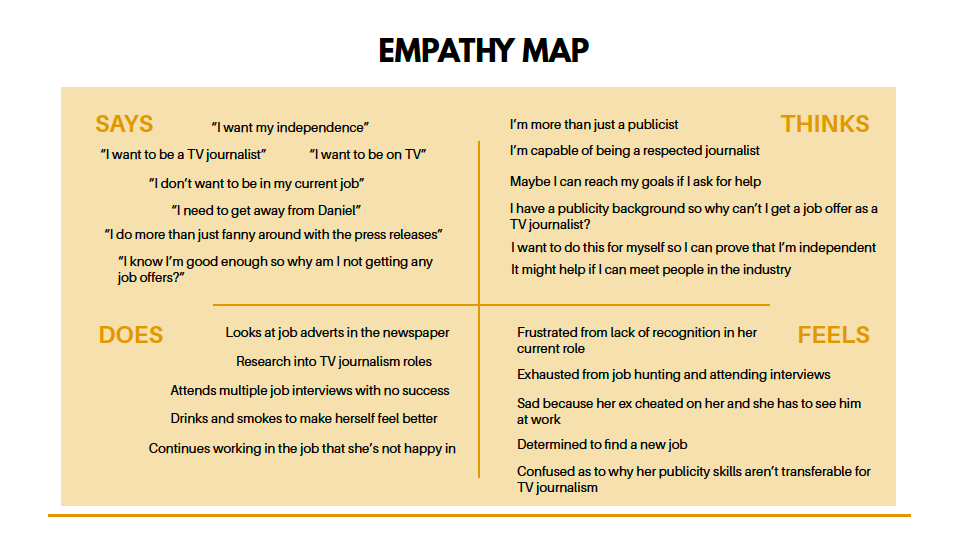 EMPATHY MAP
SAYS
“I want my independence”
“I want to be a TV journalist”
“I want to be on TV”
“I don’t want to be in my current job”
“I need to get away from Daniel”
“I do more than just fanny around with the press releases”
“I know I’m good enough so why am I not getting any
job offers?”
THINKS
I’m more than just a publicist
I’m capable of being a respected journalist
Maybe I can reach my goals if I ask for help
I have a publicity background so why can’t I get a job offer as a
TV journalist?
I want to do this for myself so I can prove that I’m independent
It might help if I can meet people in the industry
DOES
Looks at job adverts in the newspaper
Research into TV journalism roles
Attends multiple job interviews with no success
Drinks and smokes to make herself feel better
Continues working in the job that she’s not happy in
FEELS
Frustrated from lack of recognition in her
current role
Exhausted from job hunting and attending interviews
Sad because her ex cheated on her and she has to see him
at work
Determined to find a new job
Confused as to why her publicity skills aren’t transferable for
TV journalism